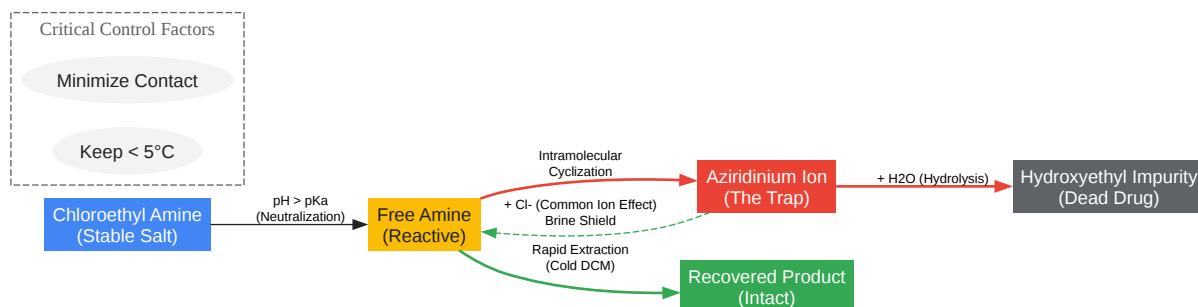 Critical Control Factors
Minimize Contact
Keep < 5°C
Chloroethyl Amine
(Stable Salt)
pH > pKa
(Neutralization)
Free Amine
(Reactive)
Intramolecular
Cyclization
+ Cl- (Common Ion Effect)
Brine Shield
Rapid Extraction
(Cold DCM)
Aziridinium Ion
(The Trap)
+ H2O (Hydrolysis)
Hydroxyethyl Impurity
(Dead Drug)
Recovered Product
(Intact)